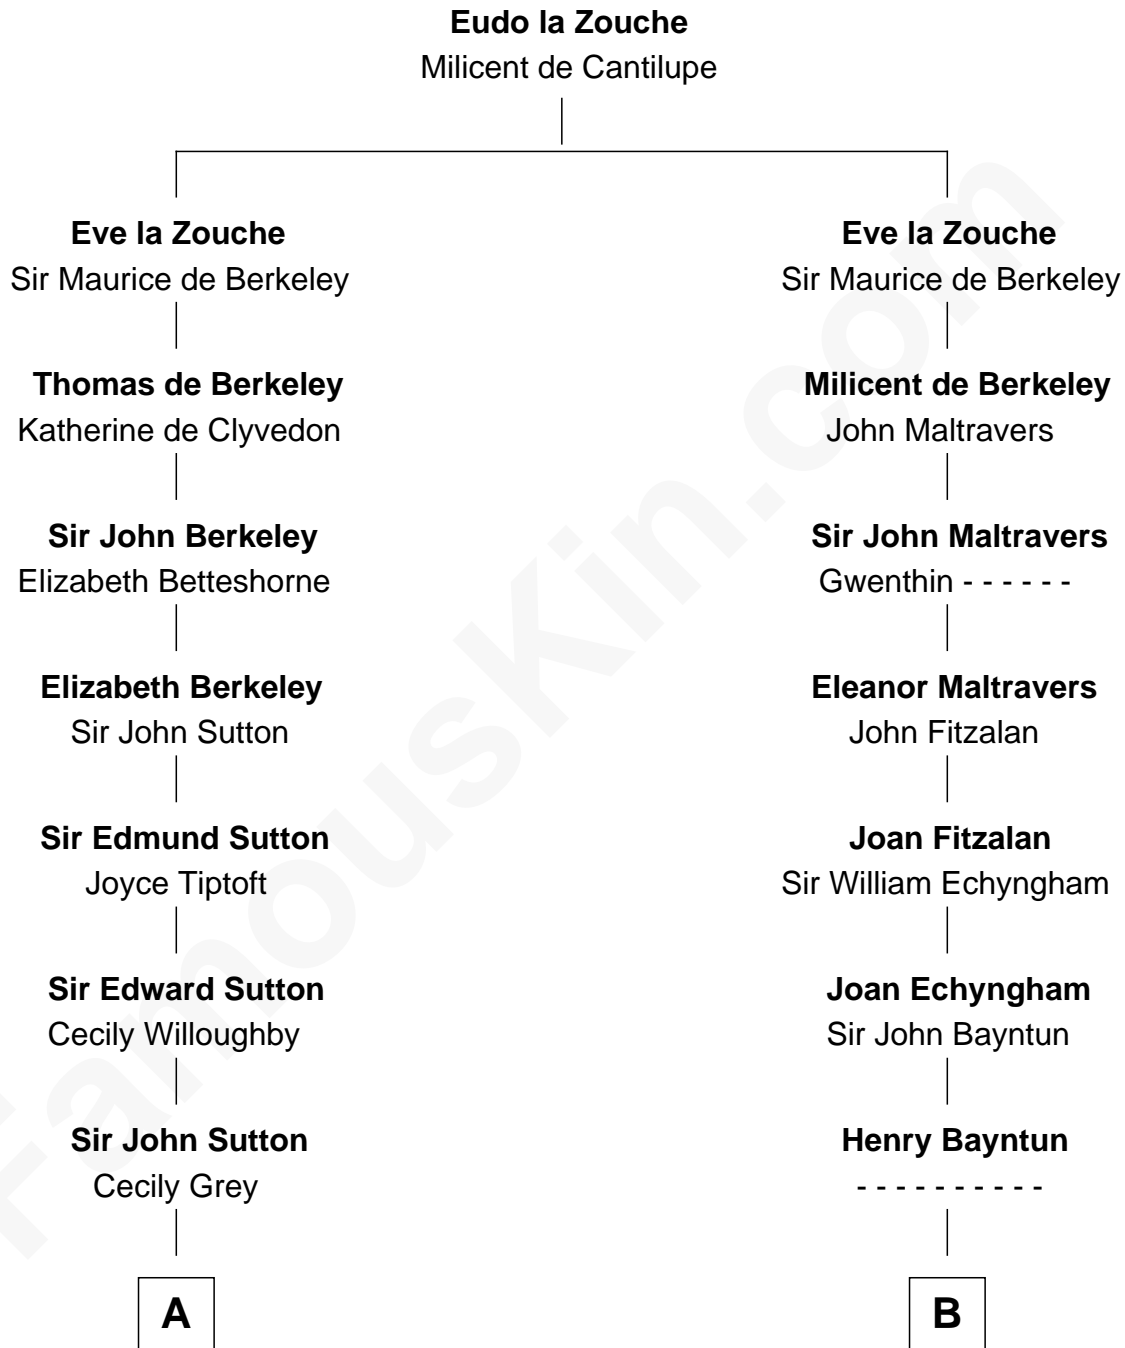 Eudo la Zouche
Milicent de Cantilupe
Eve la Zouche
Sir Maurice de Berkeley
Thomas de Berkeley
Katherine de Clyvedon
Sir John Berkeley
Elizabeth Betteshorne
Elizabeth Berkeley
Sir John Sutton
Sir Edmund Sutton
Joyce Tiptoft
Sir Edward Sutton
Cecily Willoughby
Sir John Sutton
Cecily Grey
A
Eve la Zouche
Sir Maurice de Berkeley
Milicent de Berkeley
John Maltravers
Sir John Maltravers
Gwenthin - - - - - -
Eleanor Maltravers
John Fitzalan
Joan Fitzalan
Sir William Echyngham
Joan Echyngham
Sir John Bayntun
Henry Bayntun
- - - - - - - - - -
B
FamousKin.com